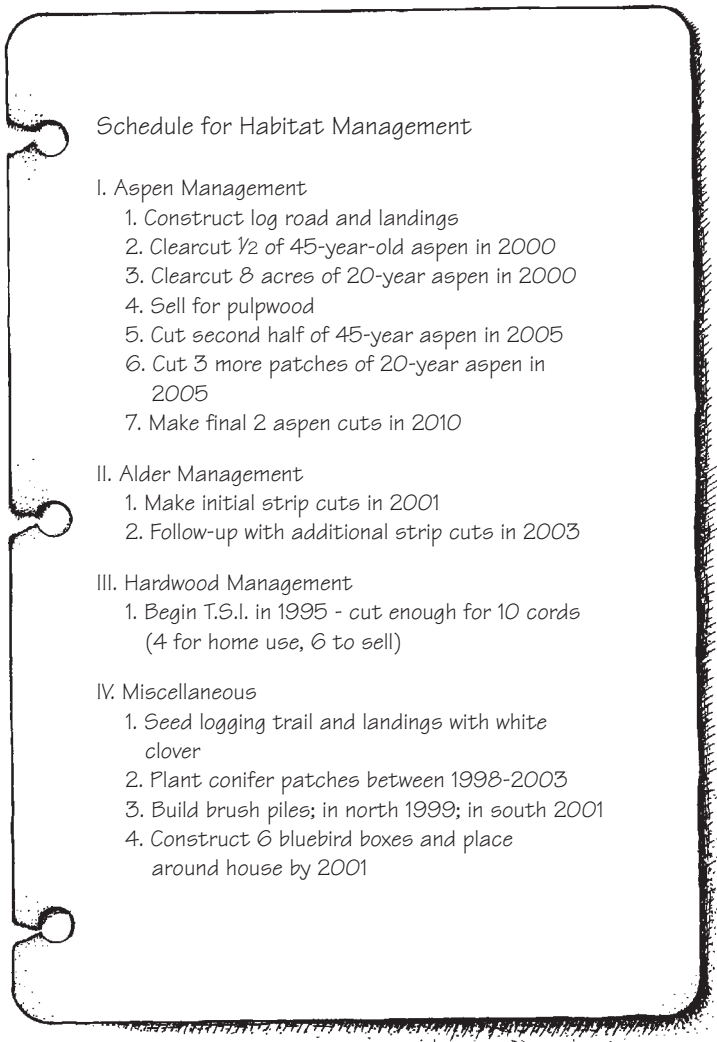 Schedule for Habitat Management
I. Aspen Management
1. Construct log road and landings
2. Clearcut ½ of 45-year-old aspen in 2000
3. Clearcut 8 acres of 20-year aspen in 2000
4. Sell for pulpwood
5. Cut second half of 45-year aspen in 2005
6. Cut 3 more patches of 20-year aspen in
2005
7. Make final 2 aspen cuts in 2010
II. Alder Management
1. Make initial strip cuts in 2001
2. Follow-up with additional strip cuts in 2003
III. Hardwood Management
1. Begin T.S.I. in 1995 - cut enough for 10 cords
(4 for home use, 6 to sell)
IV. Miscellaneous
1. Seed logging trail and landings with white
clover
2. Plant conifer patches between 1998-2003
3. Build brush piles; in north 1999; in south 2001
4. Construct 6 bluebird boxes and place
around house by 2001